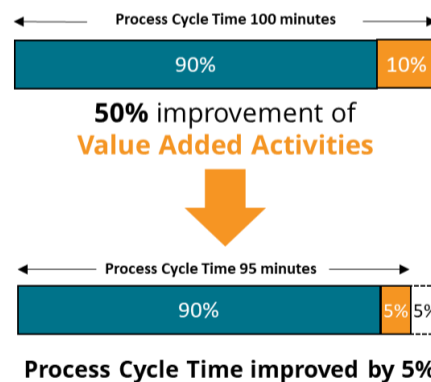 Process Cycle Time 100 minutes
90% 10%
50% improvement of
Value Added Activities
Process Cycle Time 95 minutes
90% 5% 5%
Process Cycle Time improved by 5%